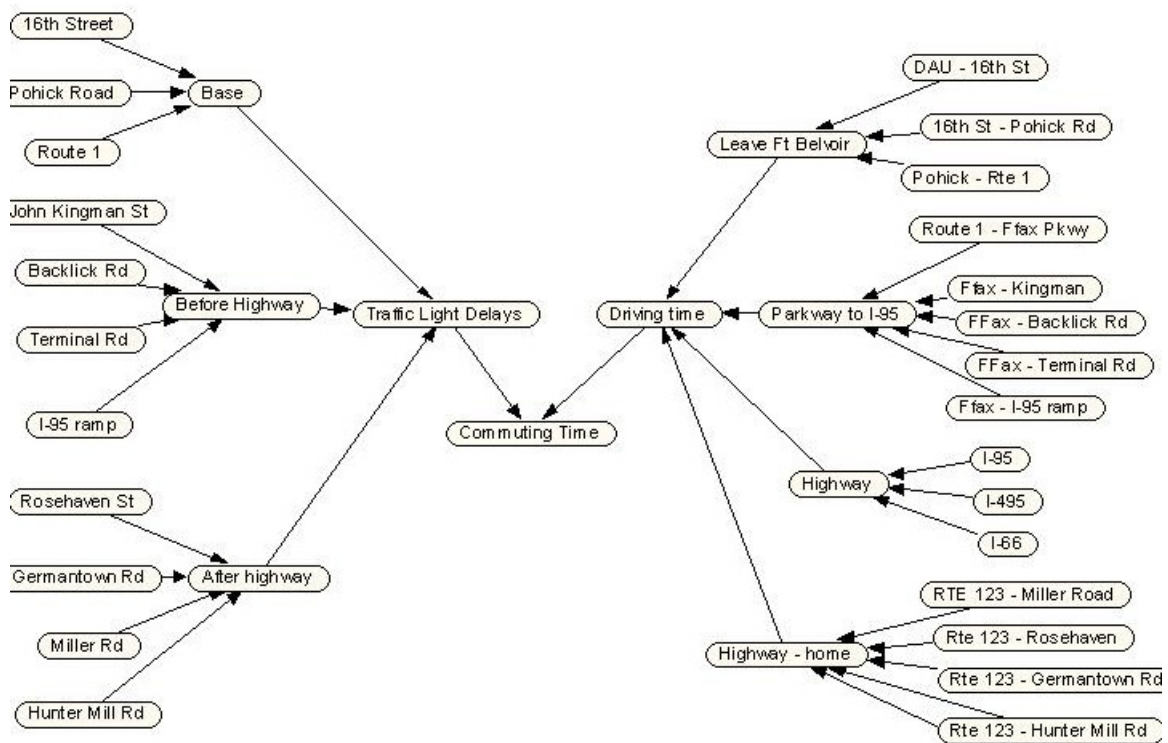 16th Street
Pohick Road
Base
Route 1
John Kingman St
Backlick Rd
Before Highway
Terminal Rd
I-95 ramp
Traffic Light Delays
Rosehaven St
Germantown Rd
After highway
Miller Rd
Hunter Mill Rd
Commuting Time
DAU - 16th St
16th St - Pohick Rd
Leave Ft Belvoir
Pohick - Rte 1
Route 1 - Ffax Pkwy
Ffax - Kingman
Driving time
Parkway to I-95
FFax - Backlick Rd
FFax - Terminal Rd
Ffax - I-95 ramp
I-95
Highway
I-495
I-66
RTE 123 - Miller Road
Rte 123 - Rosehaven
Highway - home
Rte 123 - Germantown Rd
Rte 123 - Hunter Mill Rd